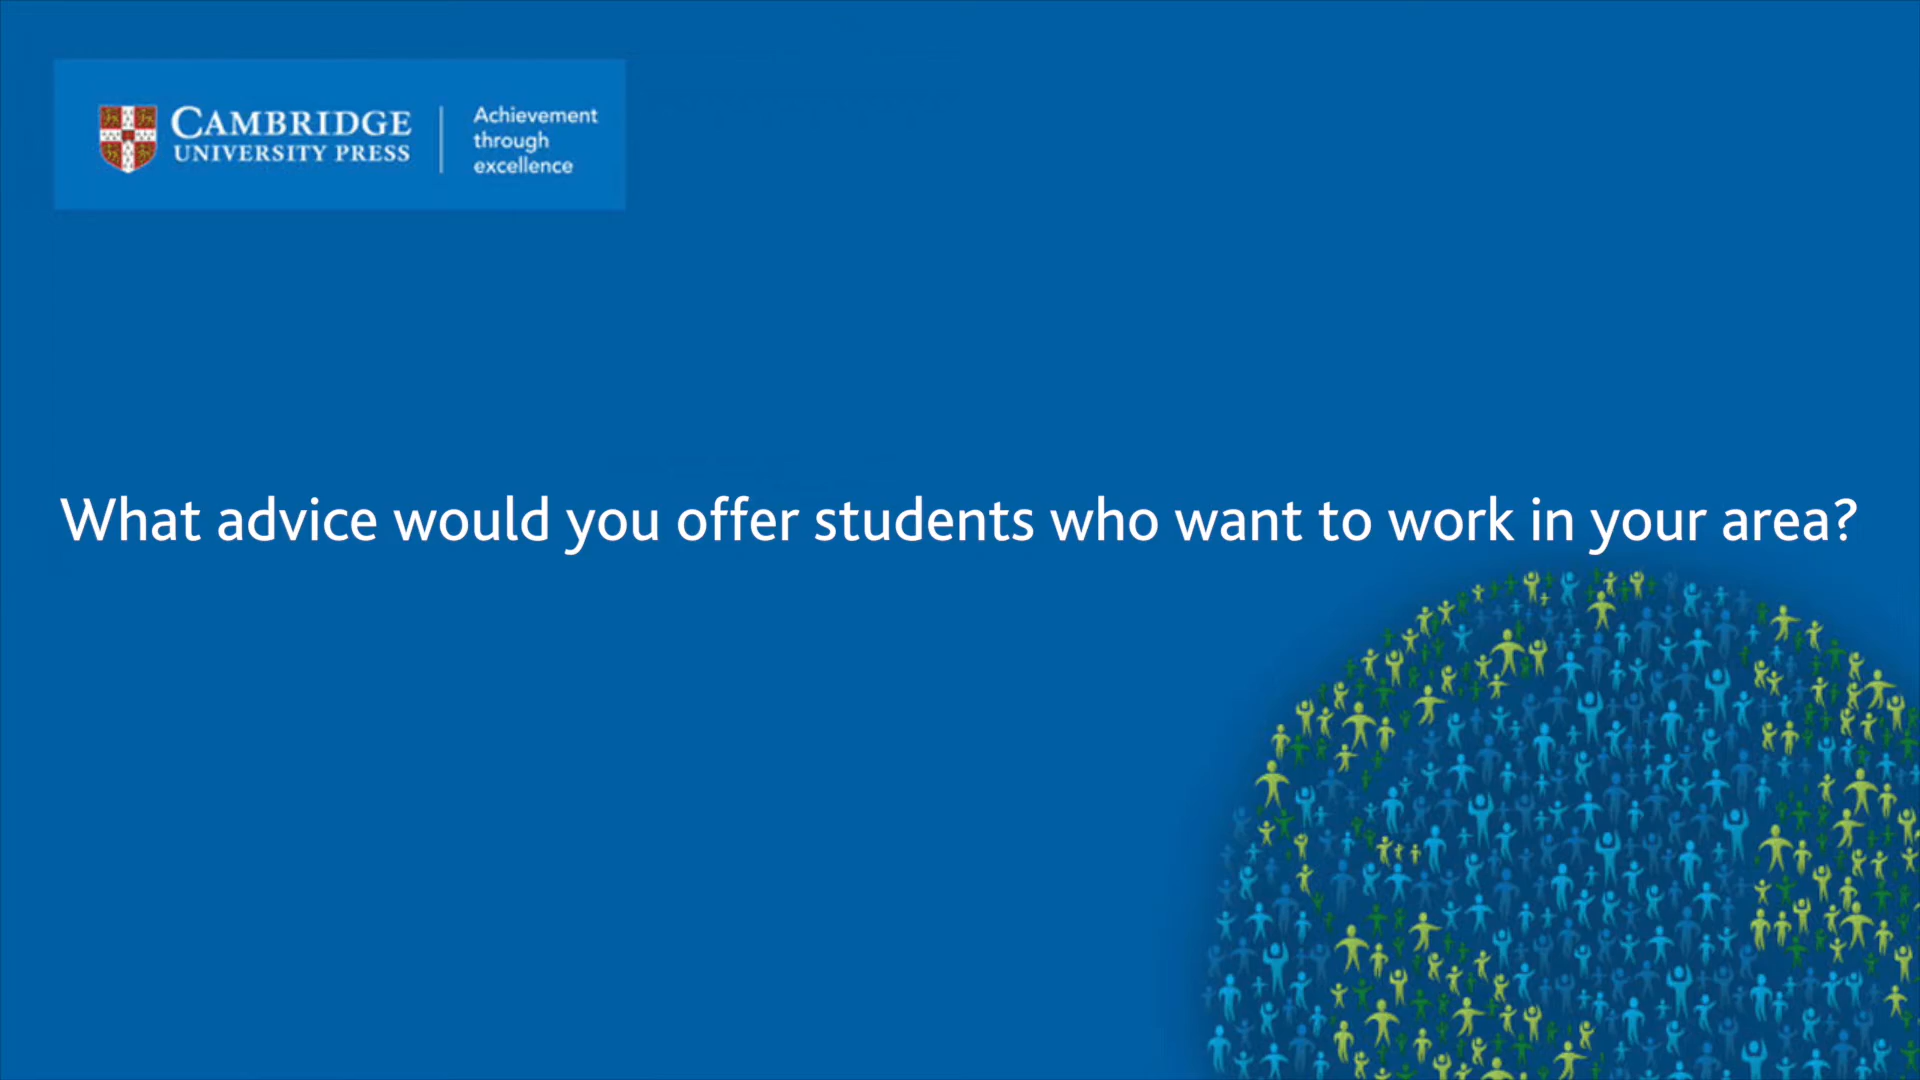 CAMBRIDGE
UNIVERSITY PRESS
Achievement
through
excellence
What advice would you offer students who want to work in your area?